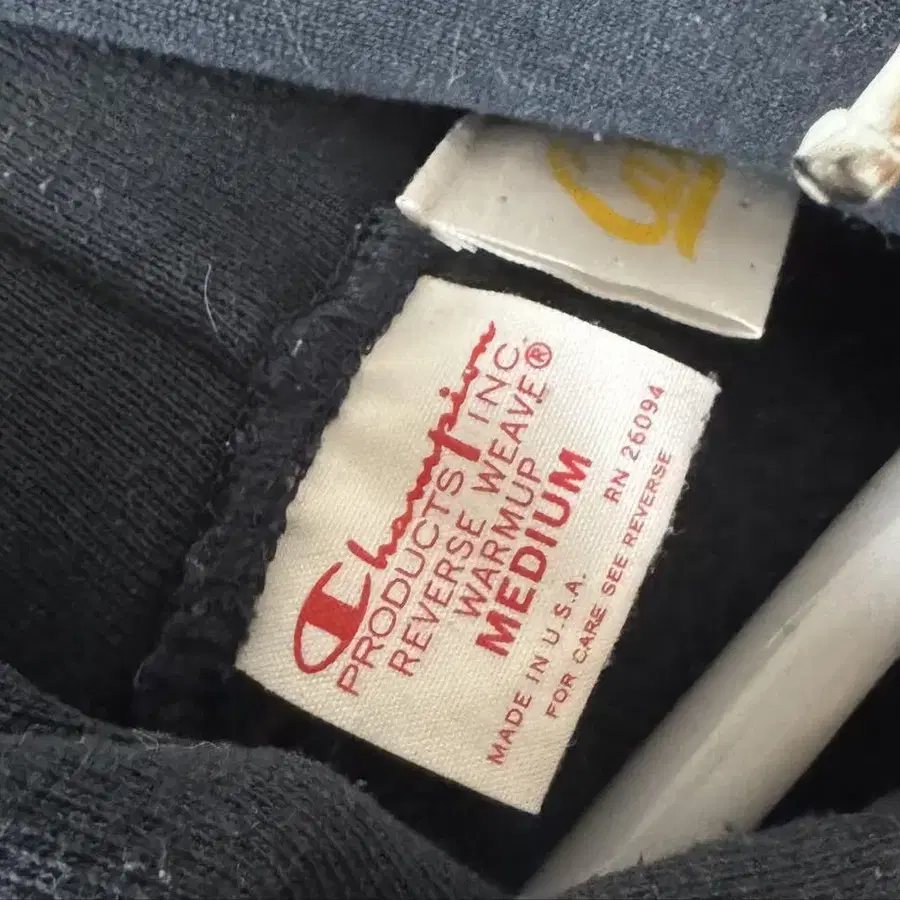 Champion
PRODUCTS INC.
REVERSE WEAVE®
WARMUP
MEDIUM
MADE IN U.S.A. RN 26094
FOR CARE SEE REVERSE